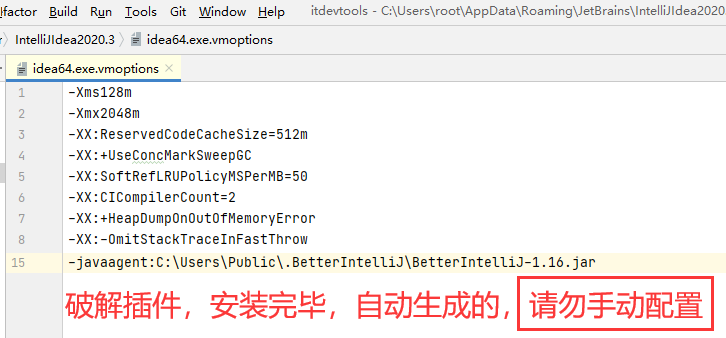 efactor Build Run Tools Git Window Help itdevtools - C:\Users\root\AppData\Roaming\JetBrains\IntelliJIdea2020.
IntelliJIdea2020.3 idea64.exe.vmoptions
idea64.exe.vmoptions
1 -Xms128m
2 -Xmx2048m
3 -XX:ReservedCodeCacheSize=512m
4 -XX:+UseConcMarkSweepGC
5 -XX:SoftRefLRUPolicyMSPerMB=50
6 -XX:CICompilerCount=2
7 -XX:+HeapDumpOnOutOfMemoryError
8 -XX:-OmitStackTraceInFastThrow
15 -javaagent:C:\Users\Public\.BetterIntelliJ\BetterIntelliJ-1.16.jar
破解插件，安装完毕，自动生成的，请勿手动配置